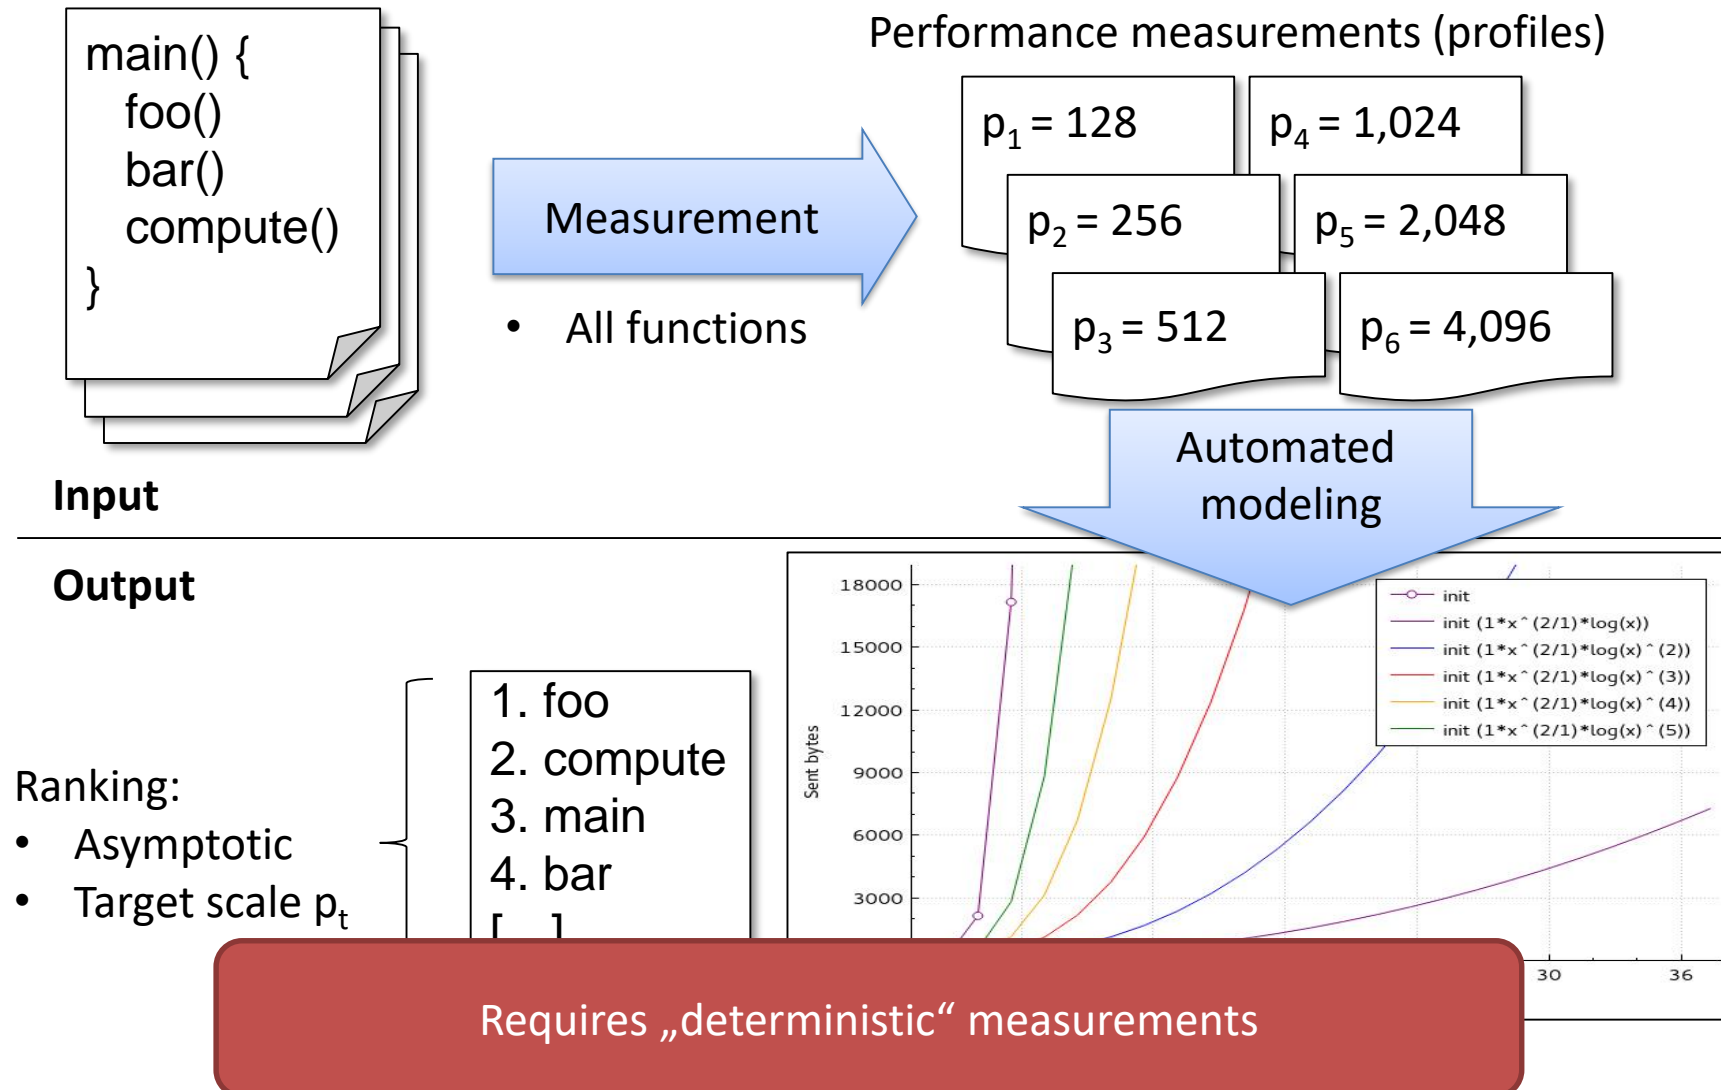 main() {
foo()
bar()
compute()
}
Measurement
• All functions
Performance measurements (profiles)
p1 = 128
p4 = 1,024
p2 = 256
p5 = 2,048
p3 = 512
p6 = 4,096
Automated
modeling
Input
Output
Ranking:
• Asymptotic
• Target scale pt
1. foo
2. compute
3. main
4. bar
Sent bytes
18000
15000
12000
9000
6000
3000
30
36
init
init (1*x^(2/1)*log(x))
init (1*x^(2/1)*log(x)^(2))
init (1*x^(2/1)*log(x)^(3))
init (1*x^(2/1)*log(x)^(4))
init (1*x^(2/1)*log(x)^(5))
Requires „deterministic“ measurements